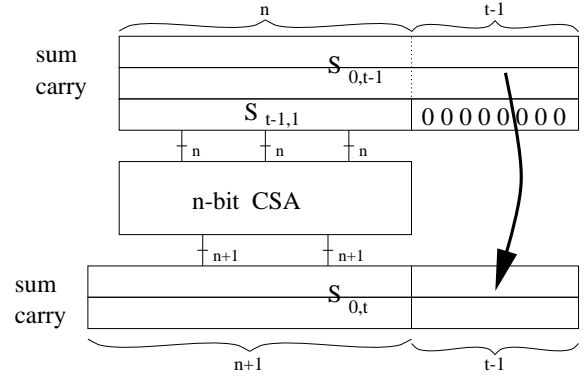 n t-1
sum S 0,t-1
carry
S t-1,1 0 0 0 0 0 0 0 0
n n n
n-bit CSA
n+1 n+1
sum S 0,t
carry
n+1 t-1